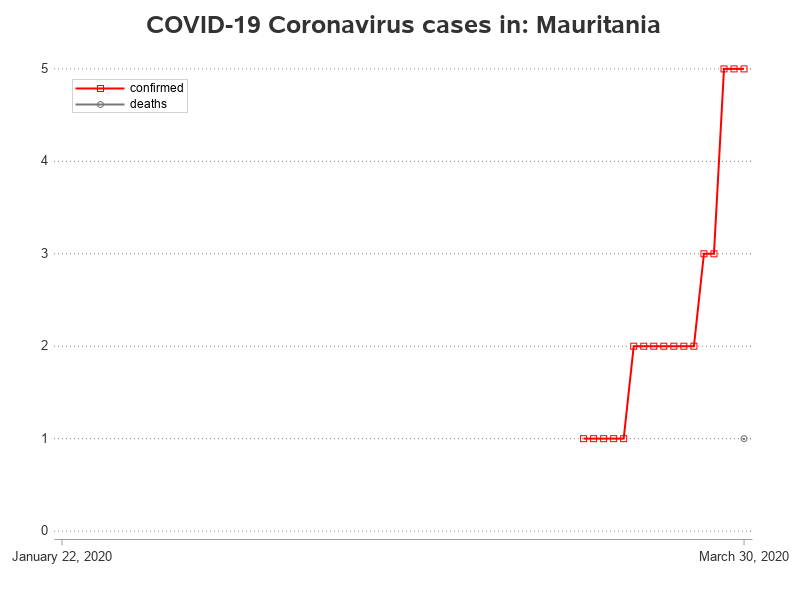 COVID-19 Coronavirus cases in: Mauritania
5
confirmed
deaths
4
3
2
1
0
January 22, 2020
March 30, 2020